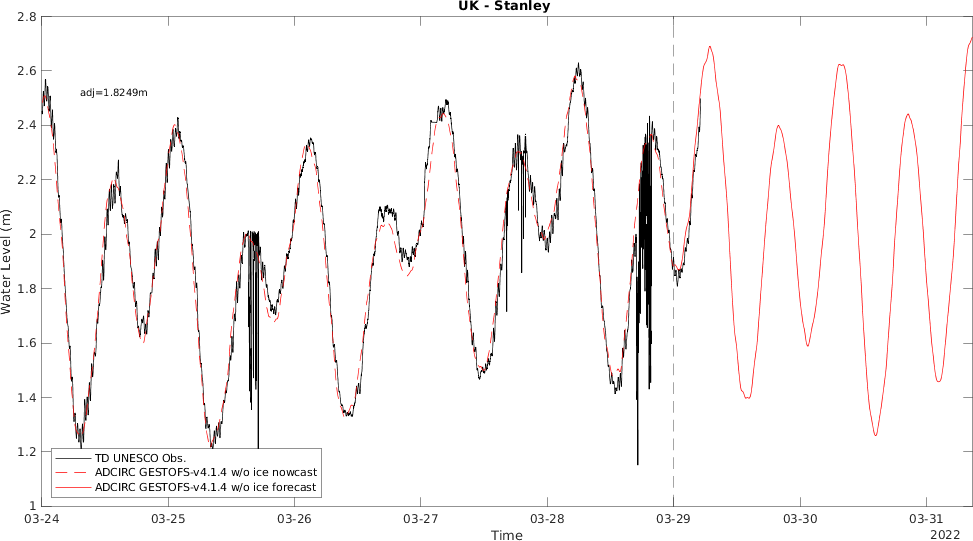 UK - Stanley
2.8
2.6
2.4
2.2
2
1.8
1.6
1.4
1.2
1
Water Level (m)
adj=1.8249m
TD UNESCO Obs.
ADCIRC GESTOFS-v4.1.4 w/o ice nowcast
ADCIRC GESTOFS-v4.1.4 w/o ice forecast
03-24 03-25 03-26 03-27 03-28 03-29 03-30 03-31
Time
2022